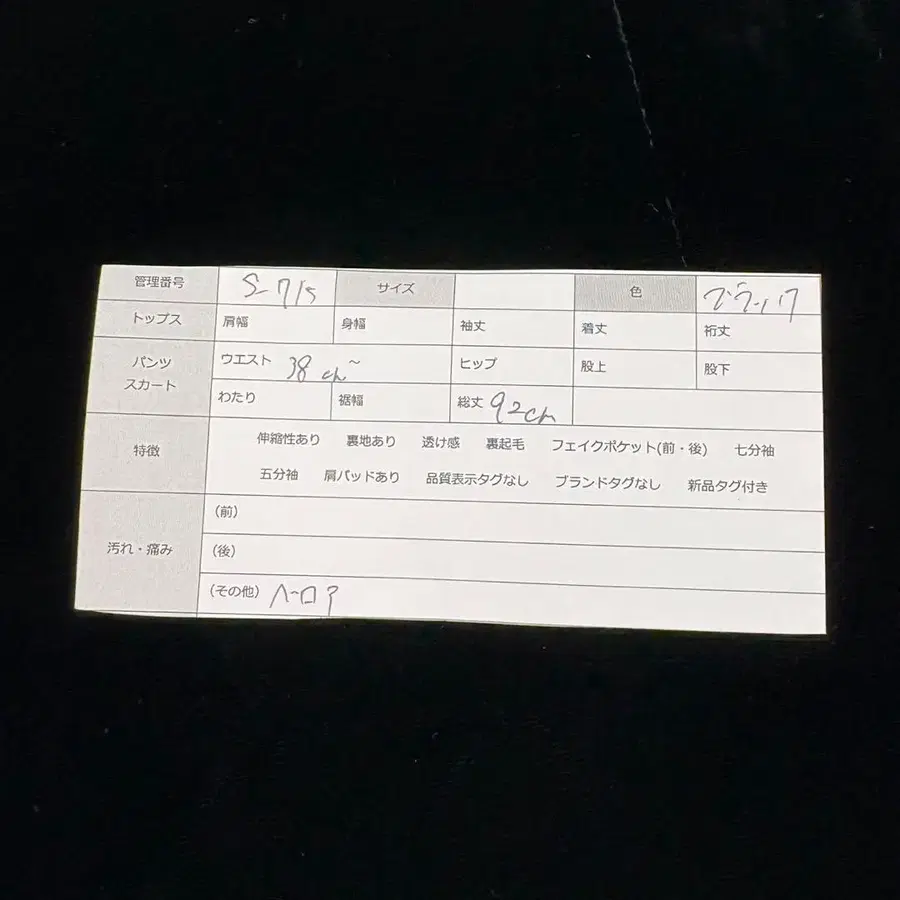 管理番号 S-715 サイズ 色 ブラック
トップス 肩幅 身幅 袖丈 着丈 裄丈
パンツ
スカート
ウエスト 38cm~ ヒップ 股上 股下
わたり 裾幅 総丈 92cm
特徴
伸縮性あり 裏地あり 透け感 裏起毛 フェイクポケット(前・後) 七分袖
五分袖 肩パッドあり 品質表示タグなし ブランドタグなし 新品タグ付き
汚れ・痛み
(前)
(後)
(その他) ベロア